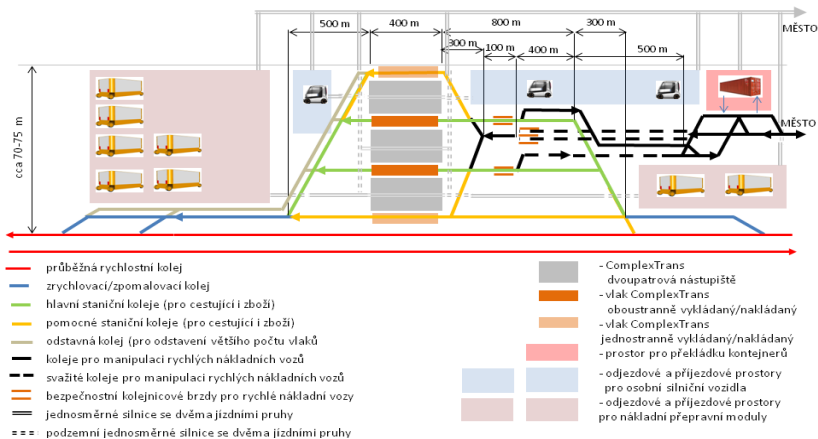 500 m
400 m
800 m
300 m
MĚSTO
300 m
100 m
400 m
500 m
MĚSTO
cca 70-75 m
průběžná rychlostní kolej
zrychlovací/zpomalovací kolej
hlavní staniční koleje (pro cestující i zboží)
pomocné staniční koleje (pro cestující i zboží)
odstavná kolej (pro odstavení většího počtu vlaků
koleje pro manipulaci rychlých nákladních vozů
svažité koleje pro manipulaci rychlých nákladních vozů
bezpečnostní kolejnicové brzdy pro rychlé nákladní vozy
jednosměrné silnice se dvěma jízdními pruhy
podzemní jednosměrné silnice se dvěma jízdními pruhy
- ComplexTrans
dvoupatrová nástupiště
- vlak ComplexTrans
oboustranně vykládaný/nakládaný
- vlak ComplexTrans
jednostranně vykládaný/nakládaný
- prostor pro překládku kontejnerů
- odjezdové a příjezdové prostory
pro osobní silniční vozidla
- odjezdové a příjezdové prostory
pro nákladní přepravní moduly